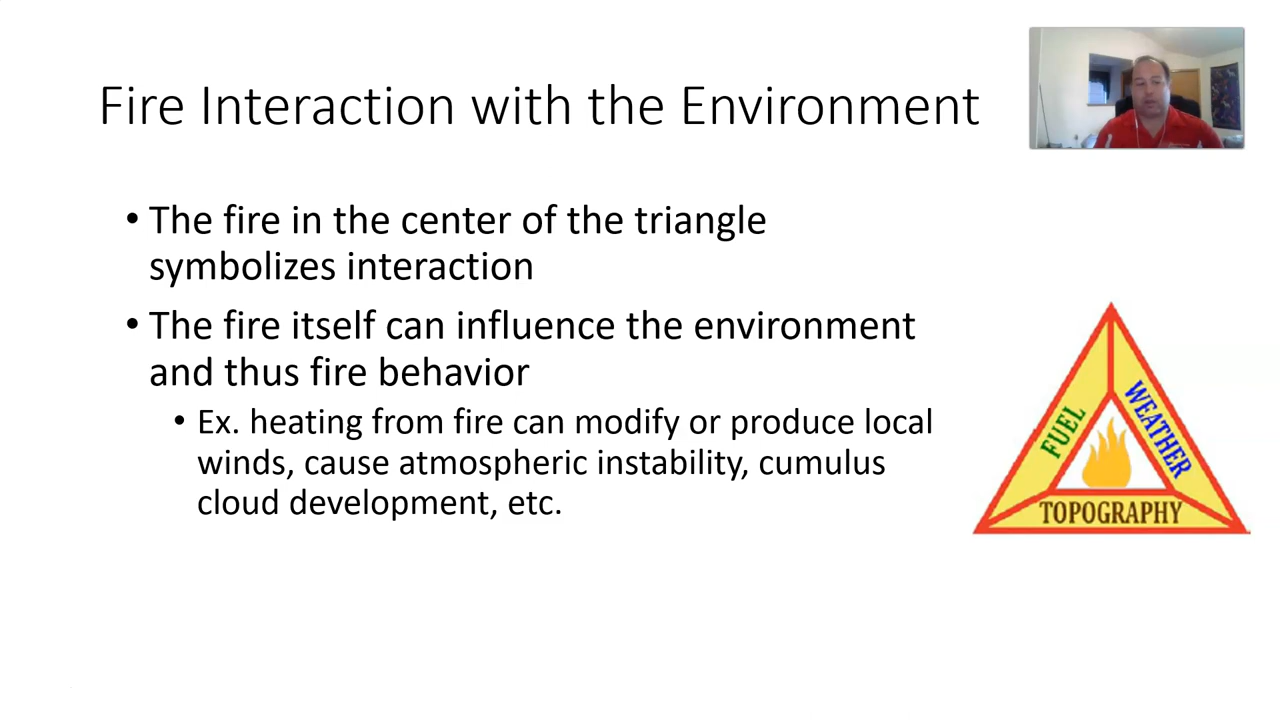 Fire Interaction with the Environment
• The fire in the center of the triangle
symbolizes interaction
• The fire itself can influence the environment
and thus fire behavior
• Ex. heating from fire can modify or produce local
winds, cause atmospheric instability, cumulus
cloud development, etc.
FUEL
WEATHER
TOPOGRAPHY